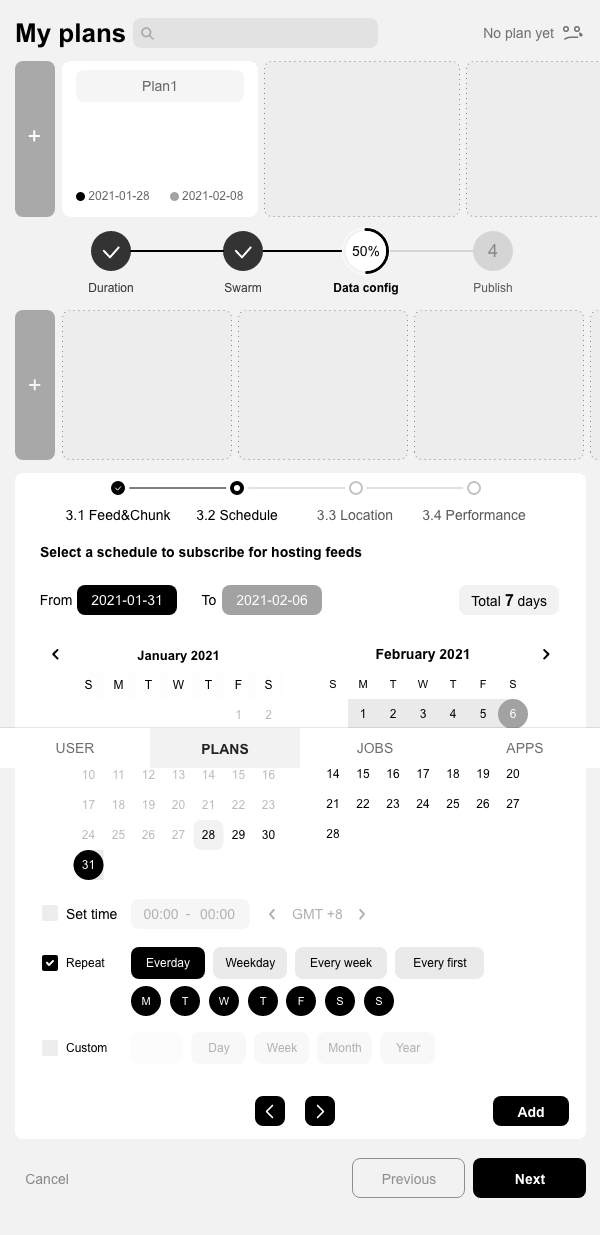 My plans
No plan yet
+
Plan1
2021-01-28 2021-02-08
50% 4
Duration Swarm Data config Publish
+
3.1 Feed&Chunk 3.2 Schedule 3.3 Location 3.4 Performance
Select a schedule to subscribe for hosting feeds
From 2021-01-31 To 2021-02-06 Total 7 days
January 2021 February 2021
S M T W T F S S M T W T F S
1 2 1 2 3 4 5 6
USER PLANS JOBS APPS
10 11 12 13 14 15 16 14 15 16 17 18 19 20
17 18 19 20 21 22 23 21 22 23 24 25 26 27
24 25 26 27 28 29 30 28
31
Set time 00:00 - 00:00 GMT +8
Repeat Everday Weekday Every week Every first
M T W T F S S
Custom Day Week Month Year
Add
Cancel Previous Next